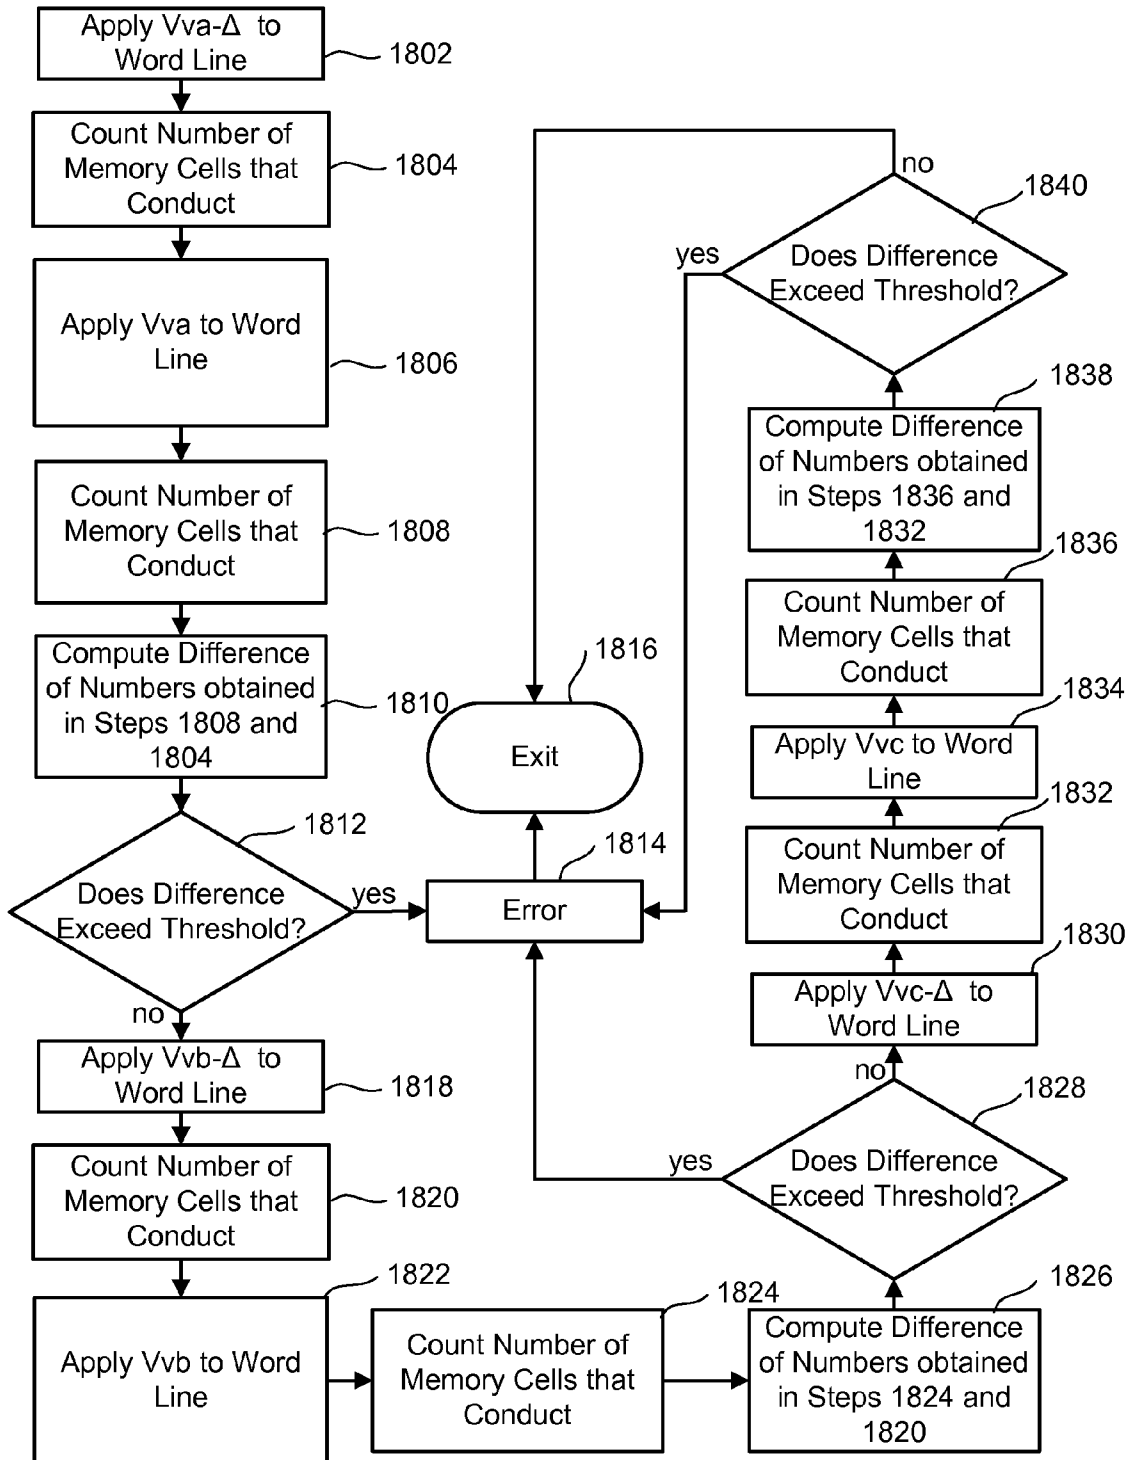 Apply Vva-Δ to
Word Line
1802
Count Number of
Memory Cells that
Conduct
1804
Apply Vva to Word
Line
1806
Count Number of
Memory Cells that
Conduct
1808
Compute Difference
of Numbers obtained
in Steps 1808 and
1804
1810
Does Difference
Exceed Threshold?
1812
yes
no
Error
1814
Exit
1816
Apply Vvb-Δ to
Word Line
1818
Count Number of
Memory Cells that
Conduct
1820
Apply Vvb to Word
Line
1822
Count Number of
Memory Cells that
Conduct
1824
Compute Difference
of Numbers obtained
in Steps 1824 and
1820
1826
Does Difference
Exceed Threshold?
1828
yes
no
Apply Vvc-Δ to
Word Line
1830
Count Number of
Memory Cells that
Conduct
1832
Apply Vvc to Word
Line
1834
Count Number of
Memory Cells that
Conduct
1836
Compute Difference
of Numbers obtained
in Steps 1836 and
1832
1838
Does Difference
Exceed Threshold?
1840
yes
no